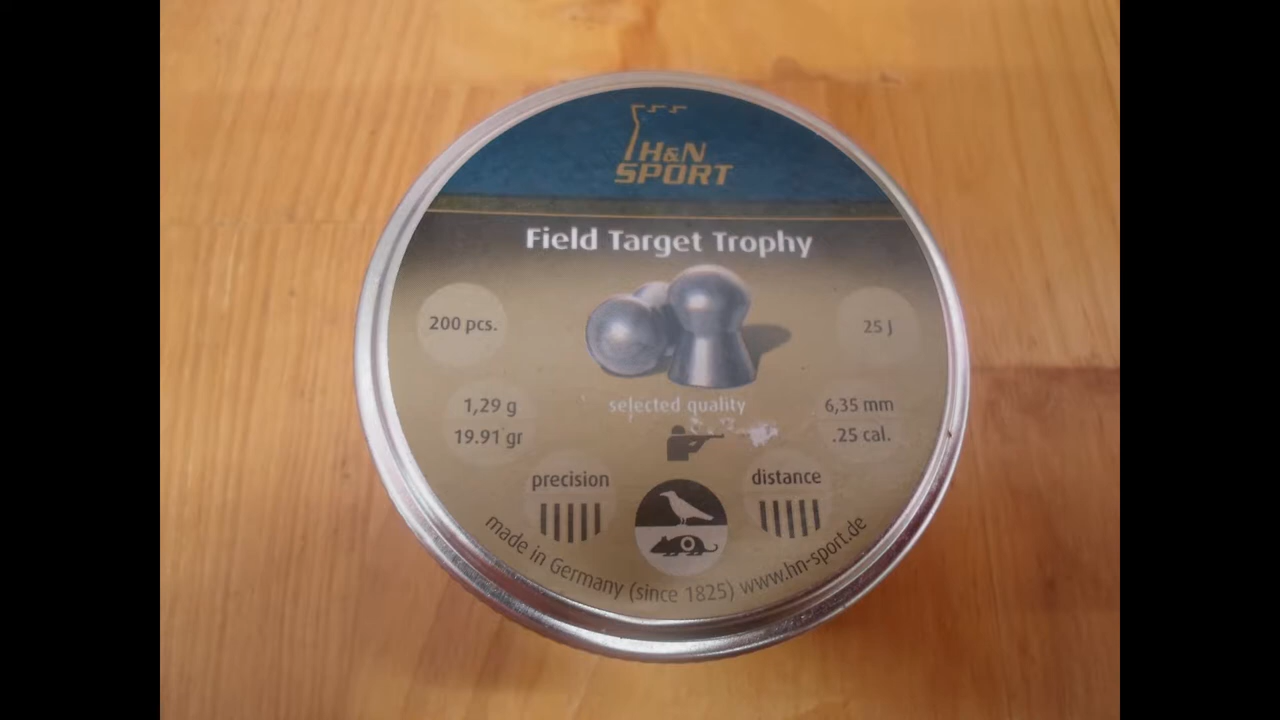 H&N
SPORT
Field Target Trophy
200 pcs.
25 J
1,29 g
19.91 gr
selected quality
6,35 mm
.25 cal.
precision
distance
made in Germany (since 1825) www.hn-sport.de